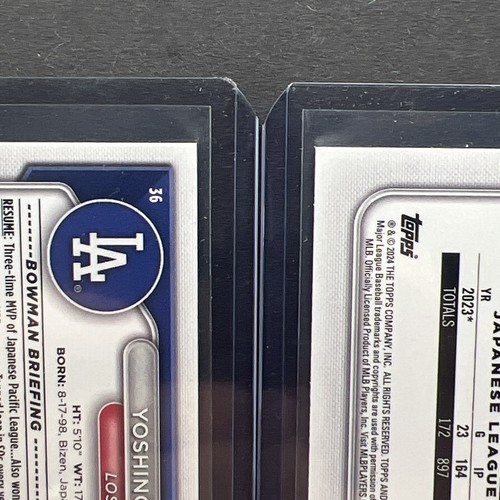 36
LA
®
YOSHINO
LOS
HT: 5'10" WT: 17
BORN: 8-17-98, Bizen, Jap
BOWMAN BRIEFING
RESUME: Three-time MVP of Japanese Pacific League...Also won
topps
® & © 2024 THE TOPPS COMPANY, INC. ALL RIGHTS RESERVED. TOPPS AND
Major League Baseball trademarks and copyrights are used with permission of
MLB. Officially Licensed Product of MLB Players, Inc. Visit MLBPLAYERS.
JAPANESE LEAGUE
YR G IP
2023* 23 164
TOTALS 172 897